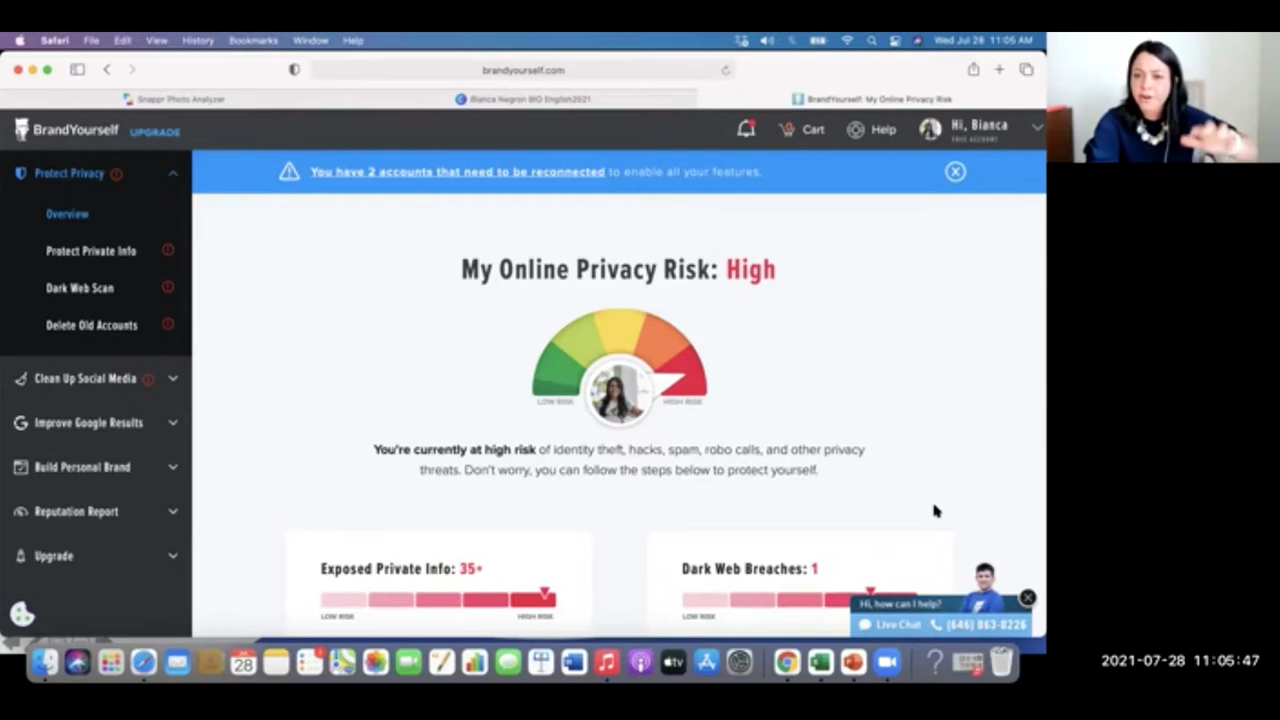 Safari File Edit View History Bookmarks Window Help Wed Jul 28 11:05 AM
brandyourself.com
Snappr Photo Analyzer Bianca Negron BIO English2021 BrandYourself: My Online Privacy Risk
BrandYourself UPGRADE Cart Help Hi, Bianca
FREE ACCOUNT
Protect Privacy
You have 2 accounts that need to be reconnected to enable all your features.
Overview
Protect Private Info
Dark Web Scan
Delete Old Accounts
Clean Up Social Media
Improve Google Results
Build Personal Brand
Reputation Report
Upgrade
My Online Privacy Risk: High
LOW RISK HIGH RISK
You're currently at high risk of identity theft, hacks, spam, robo calls, and other privacy
threats. Don't worry, you can follow the steps below to protect yourself.
Exposed Private Info: 35+
LOW RISK HIGH RISK
Dark Web Breaches: 1
LOW RISK
Hi, how can I help?
Live Chat (646) 863-8226
28
tv
2021-07-28 11:05:47